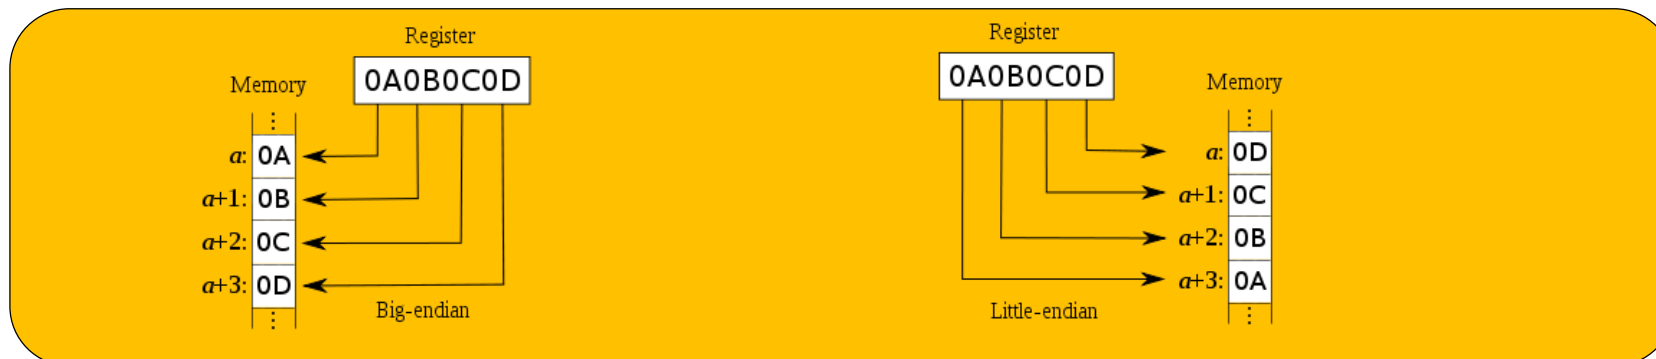 Register
0A0B0C0D
Memory
⋮
a: 0A
a+1: 0B
a+2: 0C
a+3: 0D
⋮
Big-endian
Register
0A0B0C0D
Memory
⋮
a: 0D
a+1: 0C
a+2: 0B
a+3: 0A
⋮
Little-endian